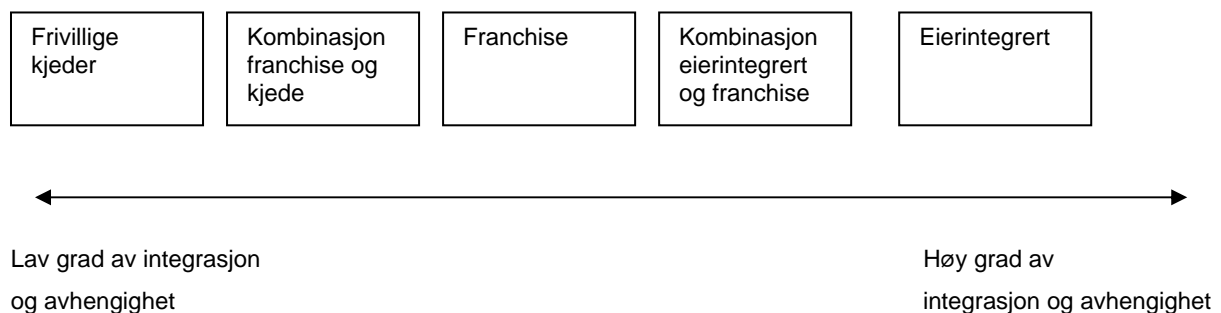 Frivillige
kjeder
Kombinasjon
franchise og
kjede
Franchise
Kombinasjon
eierintegrert
og franchise
Eierintegrert
Lav grad av integrasjon
og avhengighet
Høy grad av
integrasjon og avhengighet